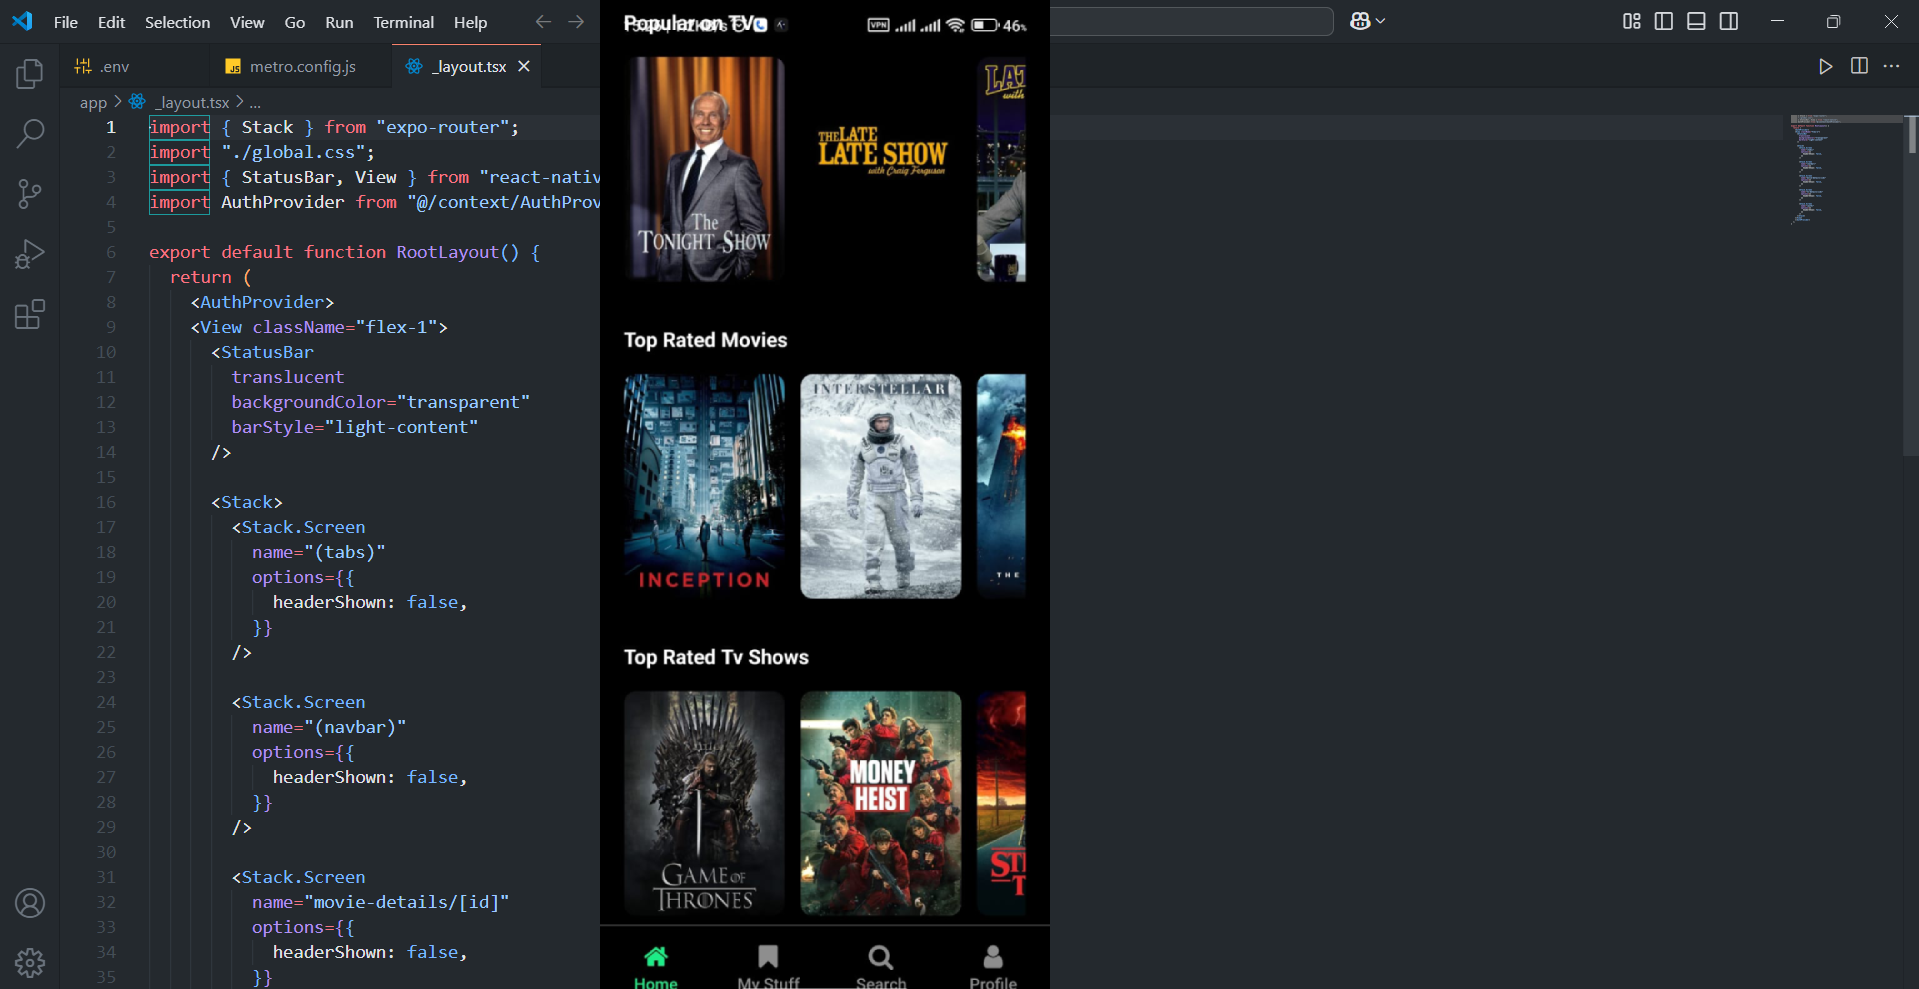 File Edit Selection View Go Run Terminal Help
.env
metro.config.js
_layout.tsx
app > _layout.tsx > ...
1 import { Stack } from "expo-router";
2 import "./global.css";
3 import { StatusBar, View } from "react-nativ
4 import AuthProvider from "@/context/AuthProv
5
6 export default function RootLayout() {
7 return (
8 <AuthProvider>
9 <View className="flex-1">
10 <StatusBar
11 translucent
12 backgroundColor="transparent"
13 barStyle="light-content"
14 />
15
16 <Stack>
17 <Stack.Screen
18 name="(tabs)"
19 options={{
20 headerShown: false,
21 }}
22 />
23
24 <Stack.Screen
25 name="(navbar)"
26 options={{
27 headerShown: false,
28 }}
29 />
30
31 <Stack.Screen
32 name="movie-details/[id]"
33 options={{
34 headerShown: false,
35 }}
Popular on TV
VPN
46
The
TONIGHT SHOW
THE LATE
LATE SHOW
with Craig Ferguson
LAT
with
Top Rated Movies
INCEPTION
INTERSTELLAR
THE
Top Rated Tv Shows
GAME OF
THRONES
MONEY
HEIST
ST
T
Home
My Stuff
Search
Profile